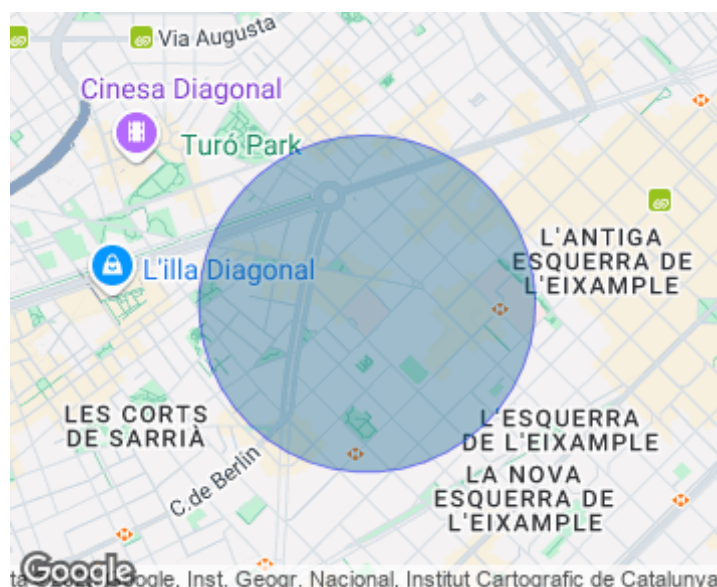 Via Augusta
Cinesa Diagonal
Turó Park
L'ANTIGA
ESQUERRA DE
L'EIXAMPLE
L'illa Diagonal
LES CORTS
DE SARRIÀ
L'ESQUERRA
DE L'EIXAMPLE
C.de Berlín
LA NOVA
ESQUERRA DE
L'EIXAMPLE
Google
Google, Inst. Geogr. Nacional, Institut Cartografic de Catalunya